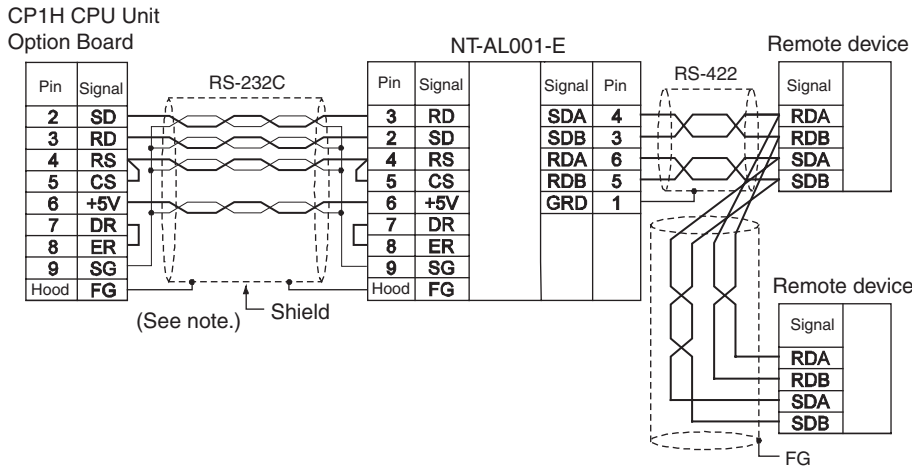 CP1H CPU Unit
Option Board
NT-AL001-E
Remote device
Pin Signal
RS-232C
Pin Signal
Signal Pin
RS-422
Signal
2 SD
3 RD
SDA 4
RDA
3 RD
2 SD
SDB 3
RDB
4 RS
4 RS
RDA 6
SDA
5 CS
5 CS
RDB 5
SDB
6 +5V
6 +5V
GRD 1
7 DR
7 DR
8 ER
8 ER
9 SG
9 SG
Hood FG
Hood FG
(See note.)
Shield
Remote device
Signal
RDA
RDB
SDA
SDB
FG